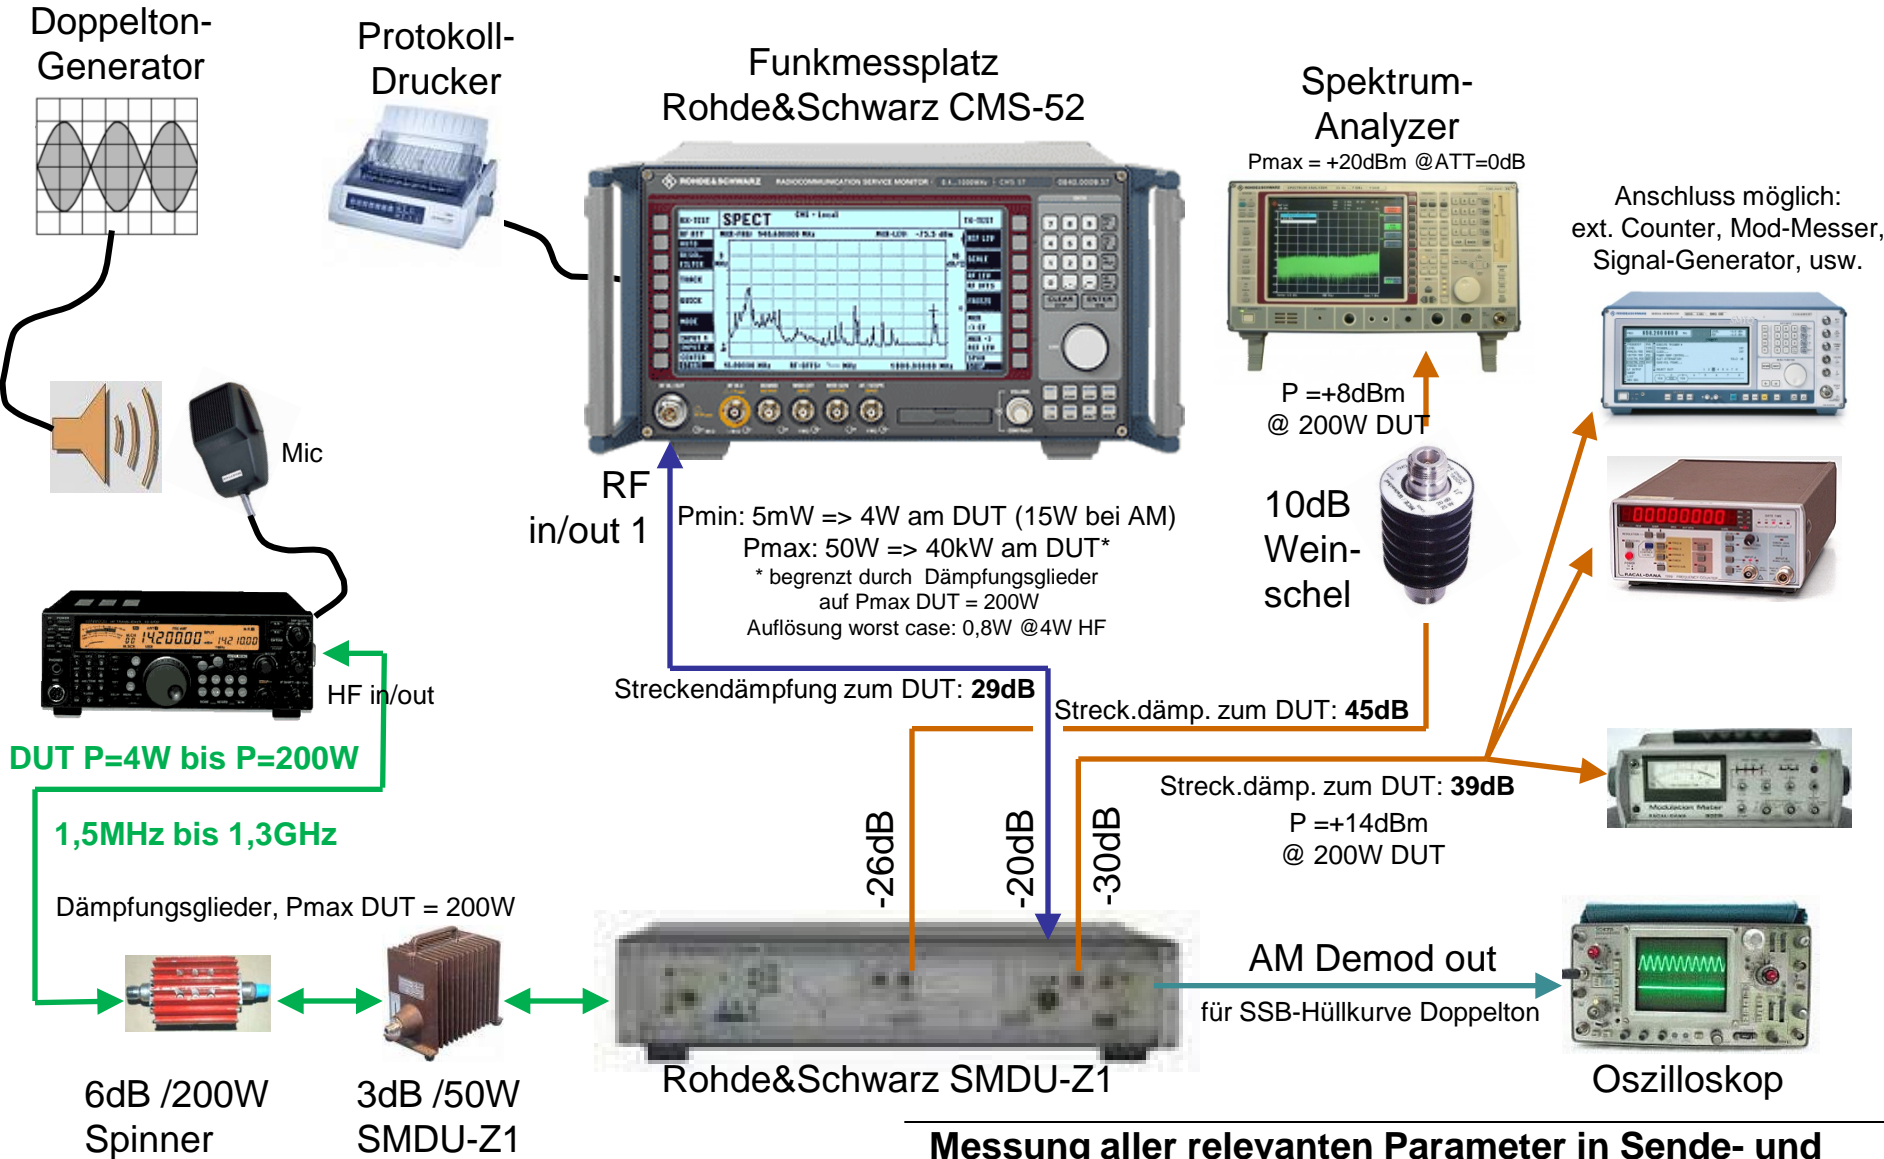 Doppelton-
Generator
Protokoll-
Drucker
Funkmessplatz
Rohde&Schwarz CMS-52
Spektrum-
Analyzer
Pmax = +20dBm @ATT=0dB
Anschluss möglich:
ext. Counter, Mod-Messer,
Signal-Generator, usw.
ROHDE&SCHWARZ
SPECT
Mic
RF
in/out 1
Pmin: 5mW => 4W am DUT (15W bei AM)
Pmax: 50W => 40kW am DUT*
* begrenzt durch Dämpfungsglieder
auf Pmax DUT = 200W
Auflösung worst case: 0,8W @4W HF
P =+8dBm
@ 200W DUT
10dB
Wein-
schel
HF in/out
Streckendämpfung zum DUT: 29dB
Streck.dämp. zum DUT: 45dB
DUT P=4W bis P=200W
1,5MHz bis 1,3GHz
Streck.dämp. zum DUT: 39dB
P =+14dBm
@ 200W DUT
Modulation Meter
-26dB
-20dB
-30dB
Dämpfungsglieder, Pmax DUT = 200W
AM Demod out
für SSB-Hüllkurve Doppelton
Rohde&Schwarz SMDU-Z1
Oszilloskop
6dB /200W
Spinner
3dB /50W
SMDU-Z1
Messung aller relevanten Parameter in Sende- und